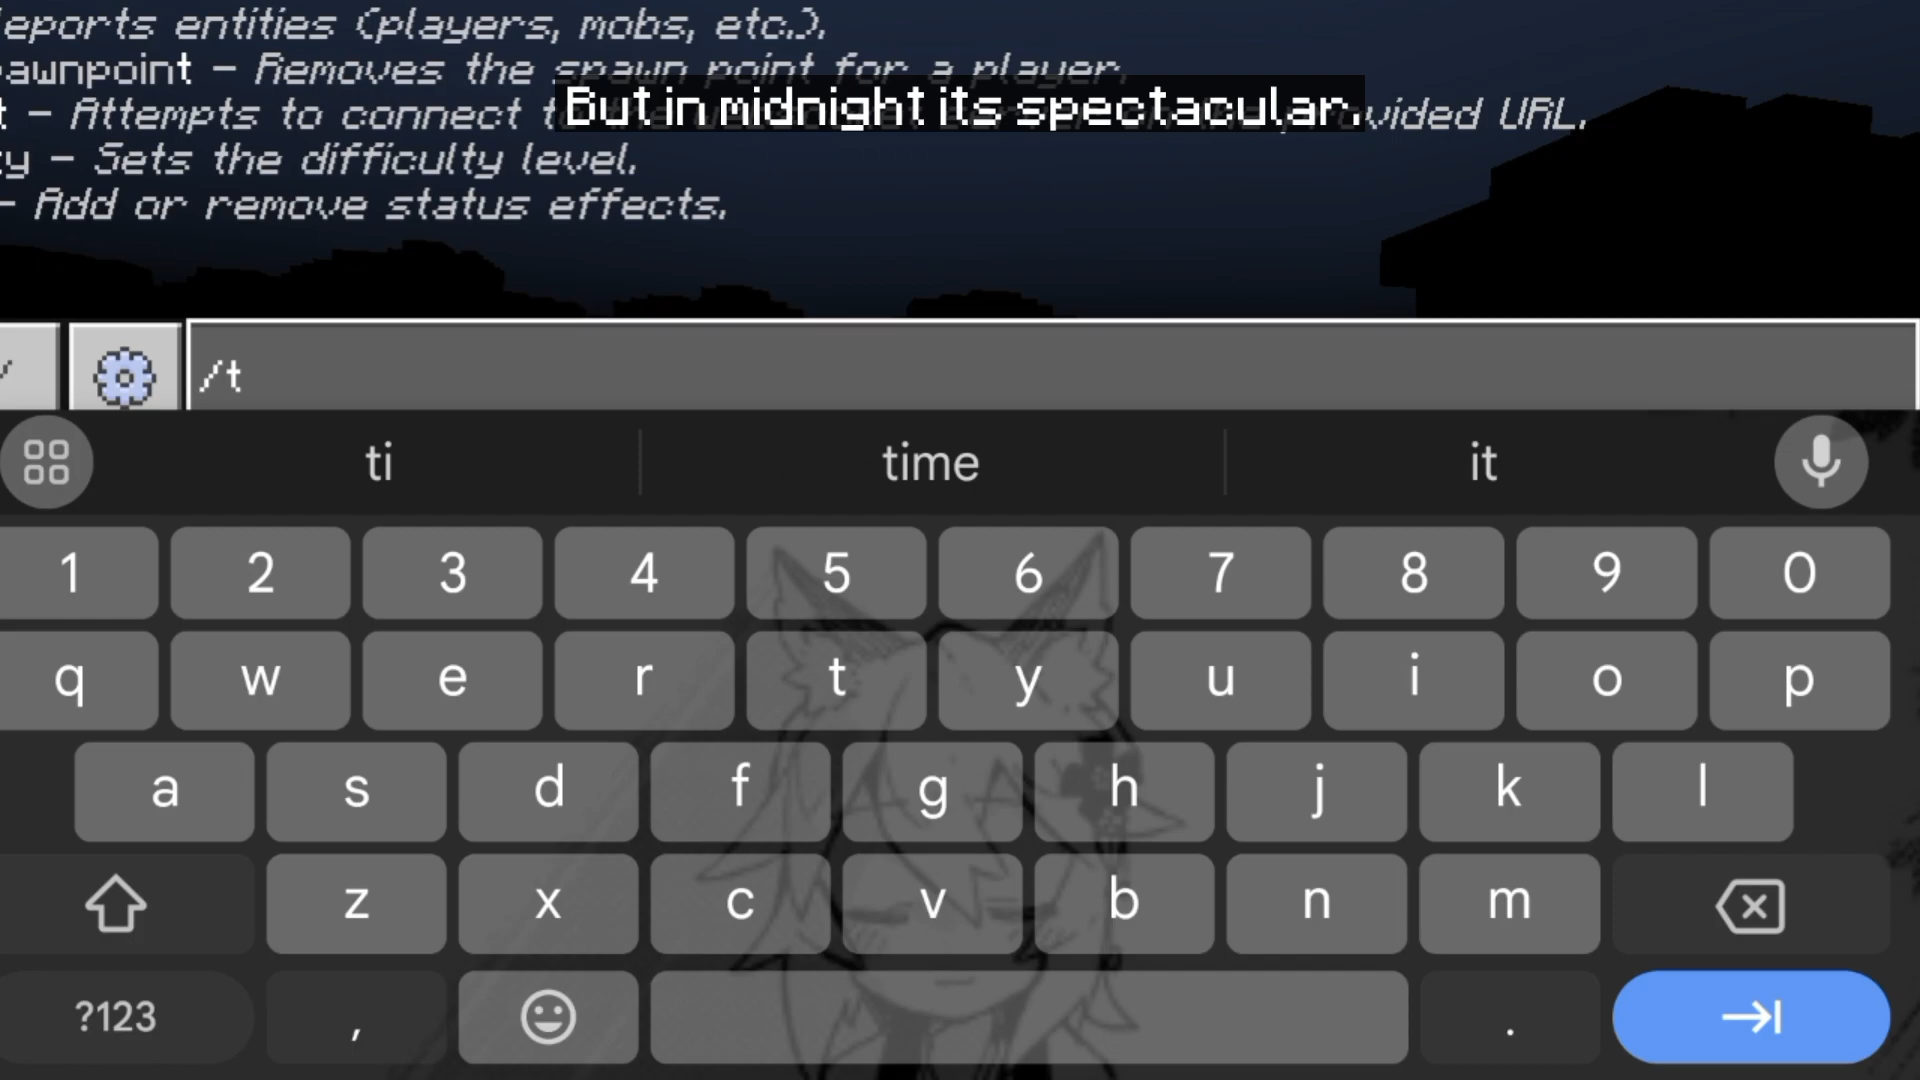 eports entities (players, mobs, etc.).
awnpoint - Removes the spawn point for a player.
t - Attempts to connect t
But in midnight its spectacular.
ovided URL.
ty - Sets the difficulty level.
- Add or remove status effects.
/t
ti time it
1 2 3 4 5 6 7 8 9 0
q w e r t y u i o p
a s d f g h j k l
z x c v b n m
?123 , .